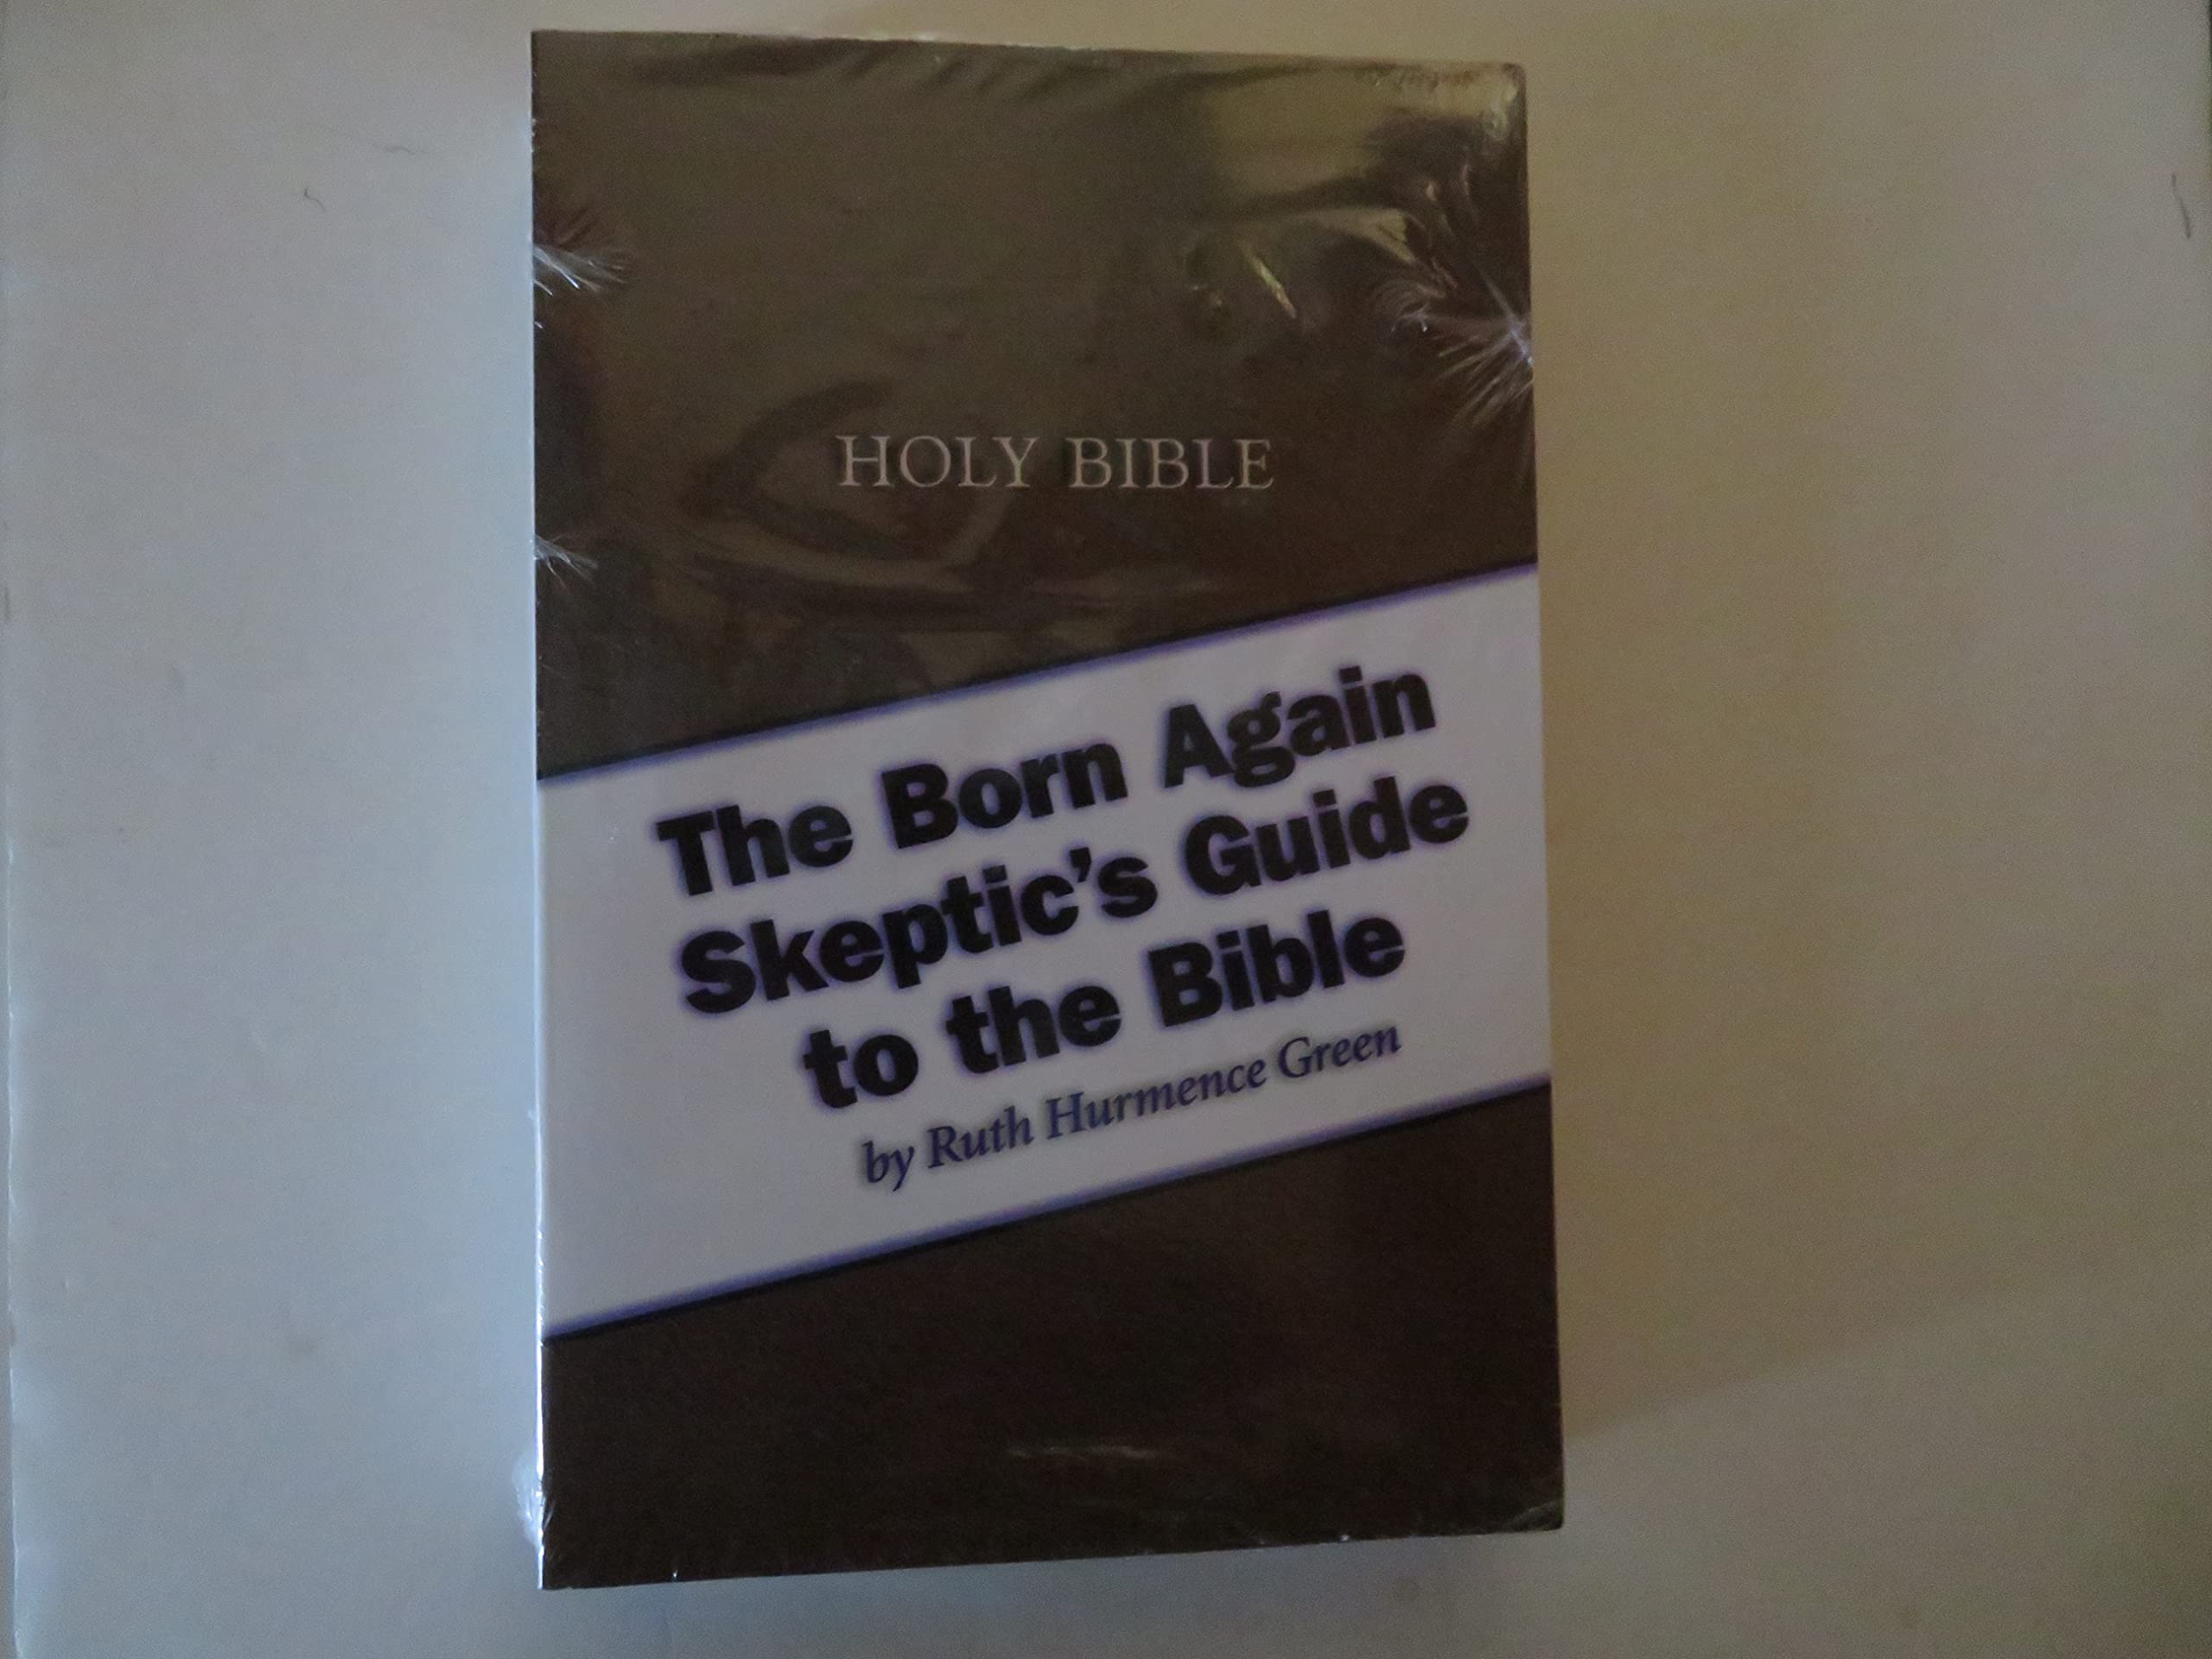 HOLY BIBLE
The Born Again
Skeptic's Guide
to the Bible
by Ruth Hurmence Green